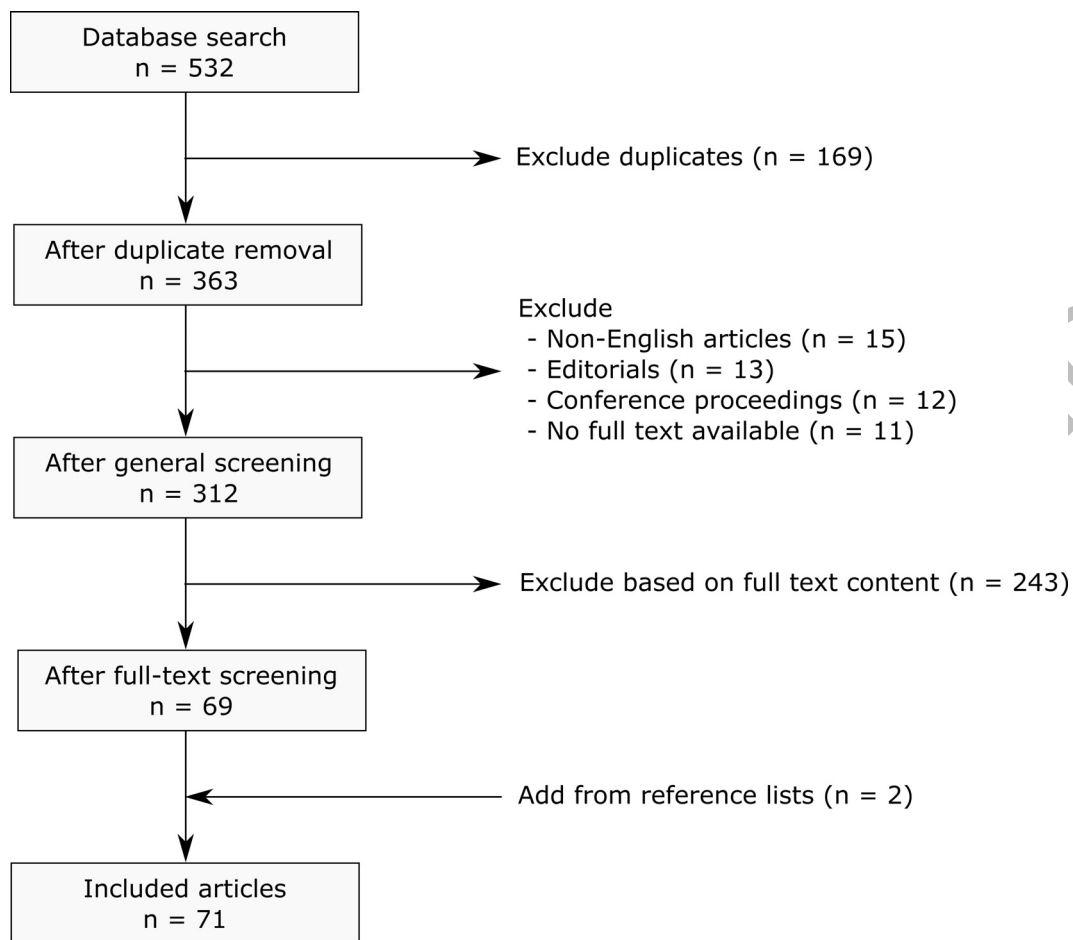 Database search
n = 532
Exclude duplicates (n = 169)
After duplicate removal
n = 363
Exclude
- Non-English articles (n = 15)
- Editorials (n = 13)
- Conference proceedings (n = 12)
- No full text available (n = 11)
After general screening
n = 312
Exclude based on full text content (n = 243)
After full-text screening
n = 69
Add from reference lists (n = 2)
Included articles
n = 71